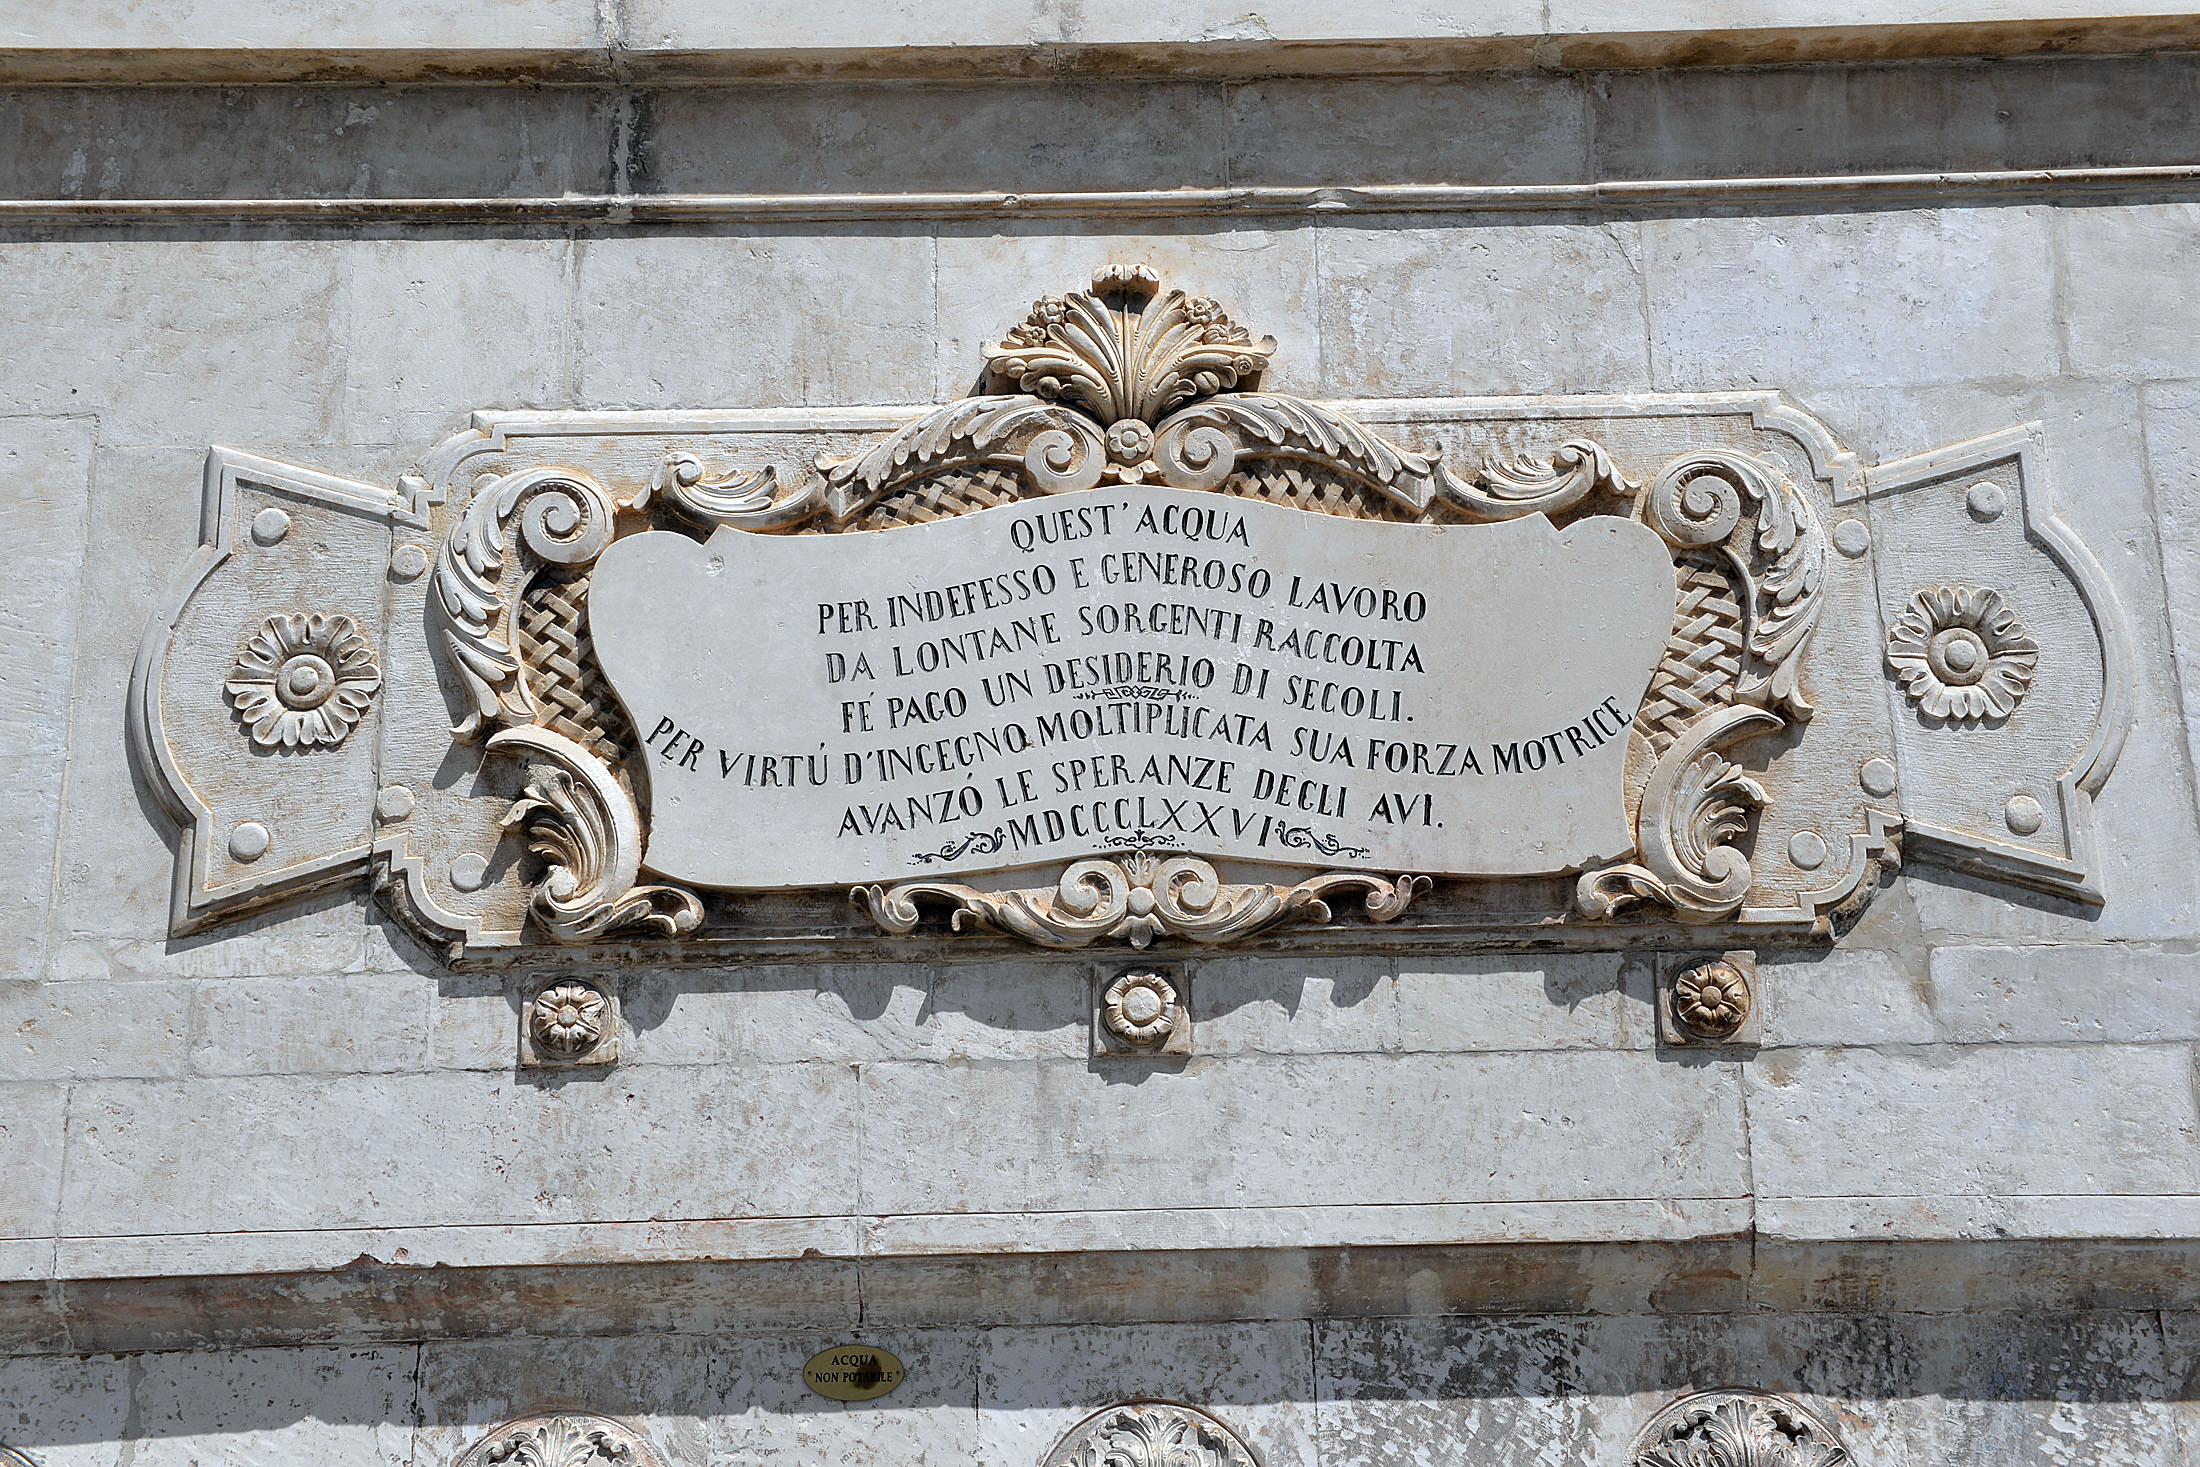 QUEST'ACQUA
PER INDEFESSO E GENEROSO LAVORO
DA LONTANE SORGENTI RACCOLTA
FÉ PAGO UN DESIDERIO DI SECOLI.
PER VIRTÚ D'INGEGNO MOLTIPLICATA SUA FORZA MOTRICE
AVANZÓ LE SPERANZE DEGLI AVI.
MDCCCLXXVI
ACQUA
NON POTABILE